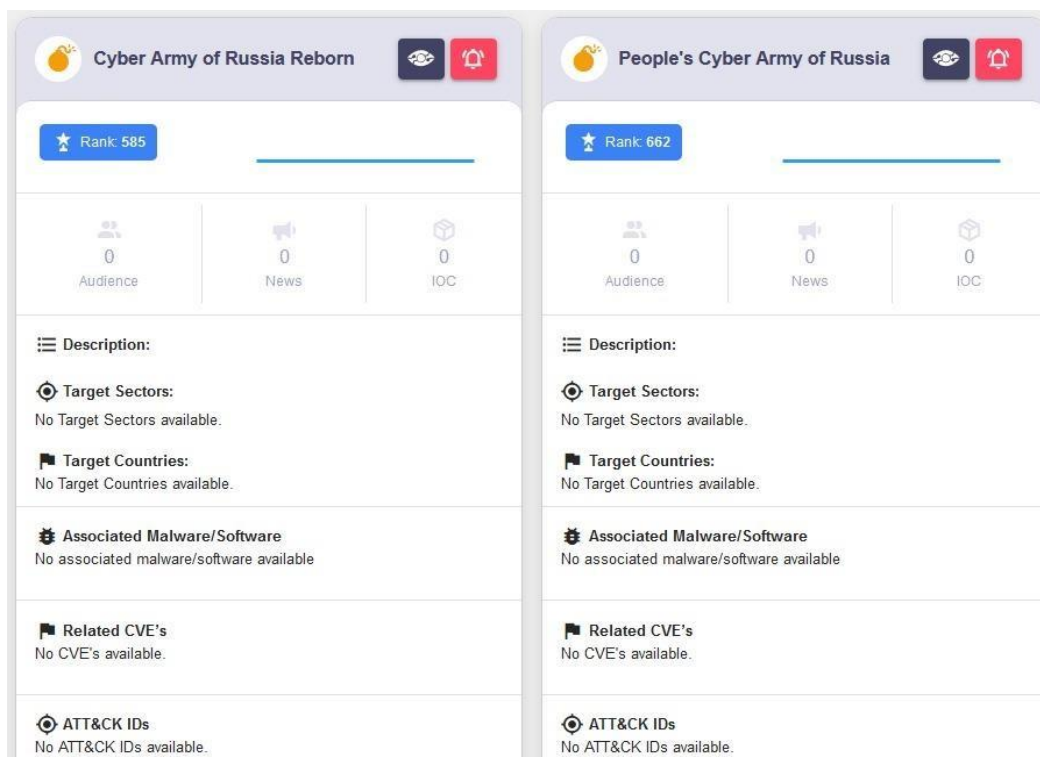 Cyber Army of Russia Reborn
Rank: 585
0
Audience
0
News
0
IOC
Description:
Target Sectors:
No Target Sectors available.
Target Countries:
No Target Countries available.
Associated Malware/Software
No associated malware/software available
Related CVE's
No CVE's available.
ATT&CK IDs
No ATT&CK IDs available.
People's Cyber Army of Russia
Rank: 662
0
Audience
0
News
0
IOC
Description:
Target Sectors:
No Target Sectors available.
Target Countries:
No Target Countries available.
Associated Malware/Software
No associated malware/software available
Related CVE's
No CVE's available.
ATT&CK IDs
No ATT&CK IDs available.